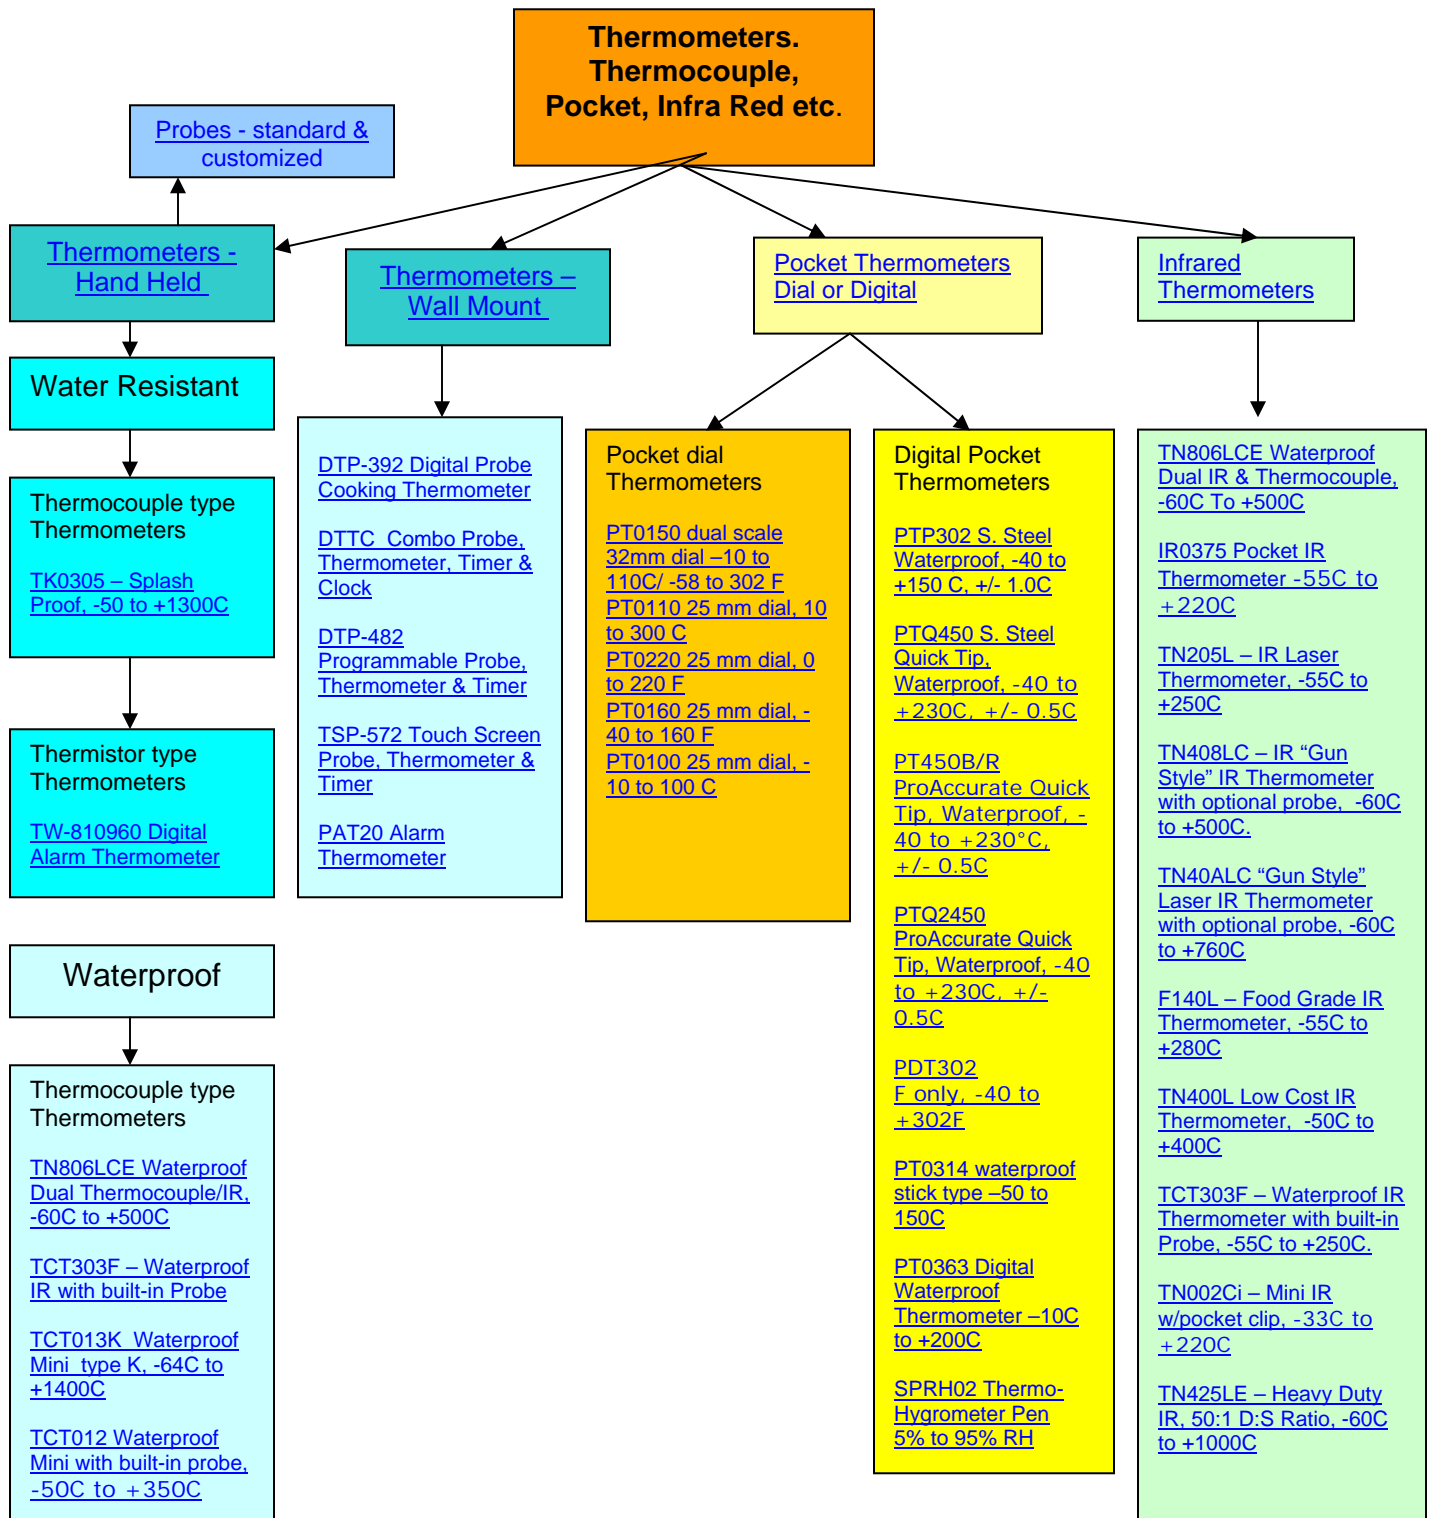 Thermometers.
Thermocouple,
Pocket, Infra Red etc.
Probes - standard &
customized
Thermometers -
Hand Held
Thermometers –
Wall Mount
Pocket Thermometers
Dial or Digital
Infrared
Thermometers
Water Resistant
Thermocouple type
Thermometers
TK0305 – Splash
Proof, -50 to +1300C
Thermistor type
Thermometers
TW-810960 Digital
Alarm Thermometer
Waterproof
Thermocouple type
Thermometers
TN806LCE Waterproof
Dual Thermocouple/IR,
-60C to +500C
TCT303F – Waterproof
IR with built-in Probe
TCT013K  Waterproof
Mini  type K, -64C to
+1400C
TCT012 Waterproof
Mini with built-in probe,
-50C to +350C
DTP-392 Digital Probe
Cooking Thermometer
DTTC  Combo Probe,
Thermometer, Timer &
Clock
DTP-482
Programmable Probe,
Thermometer & Timer
TSP-572 Touch Screen
Probe, Thermometer &
Timer
PAT20 Alarm
Thermometer
Pocket dial
Thermometers
PT0150 dual scale
32mm dial –10 to
110C/ -58 to 302 F
PT0110 25 mm dial, 10
to 300 C
PT0220 25 mm dial, 0
to 220 F
PT0160 25 mm dial, -
40 to 160 F
PT0100 25 mm dial, -
10 to 100 C
Digital Pocket
Thermometers
PTP302 S. Steel
Waterproof, -40 to
+150 C, +/- 1.0C
PTQ450 S. Steel
Quick Tip,
Waterproof, -40 to
+230C, +/- 0.5C
PT450B/R
ProAccurate Quick
Tip, Waterproof, -
40 to +230°C,
+/- 0.5C
PTQ2450
ProAccurate Quick
Tip, Waterproof, -40
to +230C, +/-
0.5C
PDT302
F only, -40 to
+302F
PT0314 waterproof
stick type –50 to
150C
PT0363 Digital
Waterproof
Thermometer –10C
to +200C
SPRH02 Thermo-
Hygrometer Pen
5% to 95% RH
TN806LCE Waterproof
Dual IR & Thermocouple,
-60C To +500C
IR0375 Pocket IR
Thermometer -55C to
+220C
TN205L – IR Laser
Thermometer, -55C to
+250C
TN408LC – IR “Gun
Style” IR Thermometer
with optional probe,  -60C
to +500C.
TN40ALC “Gun Style”
Laser IR Thermometer
with optional probe, -60C
to +760C
F140L – Food Grade IR
Thermometer, -55C to
+280C
TN400L Low Cost IR
Thermometer,  -50C to
+400C
TCT303F – Waterproof IR
Thermometer with built-in
Probe, -55C to +250C.
TN002Ci – Mini IR
w/pocket clip, -33C to
+220C
TN425LE – Heavy Duty
IR, 50:1 D:S Ratio, -60C
to +1000C